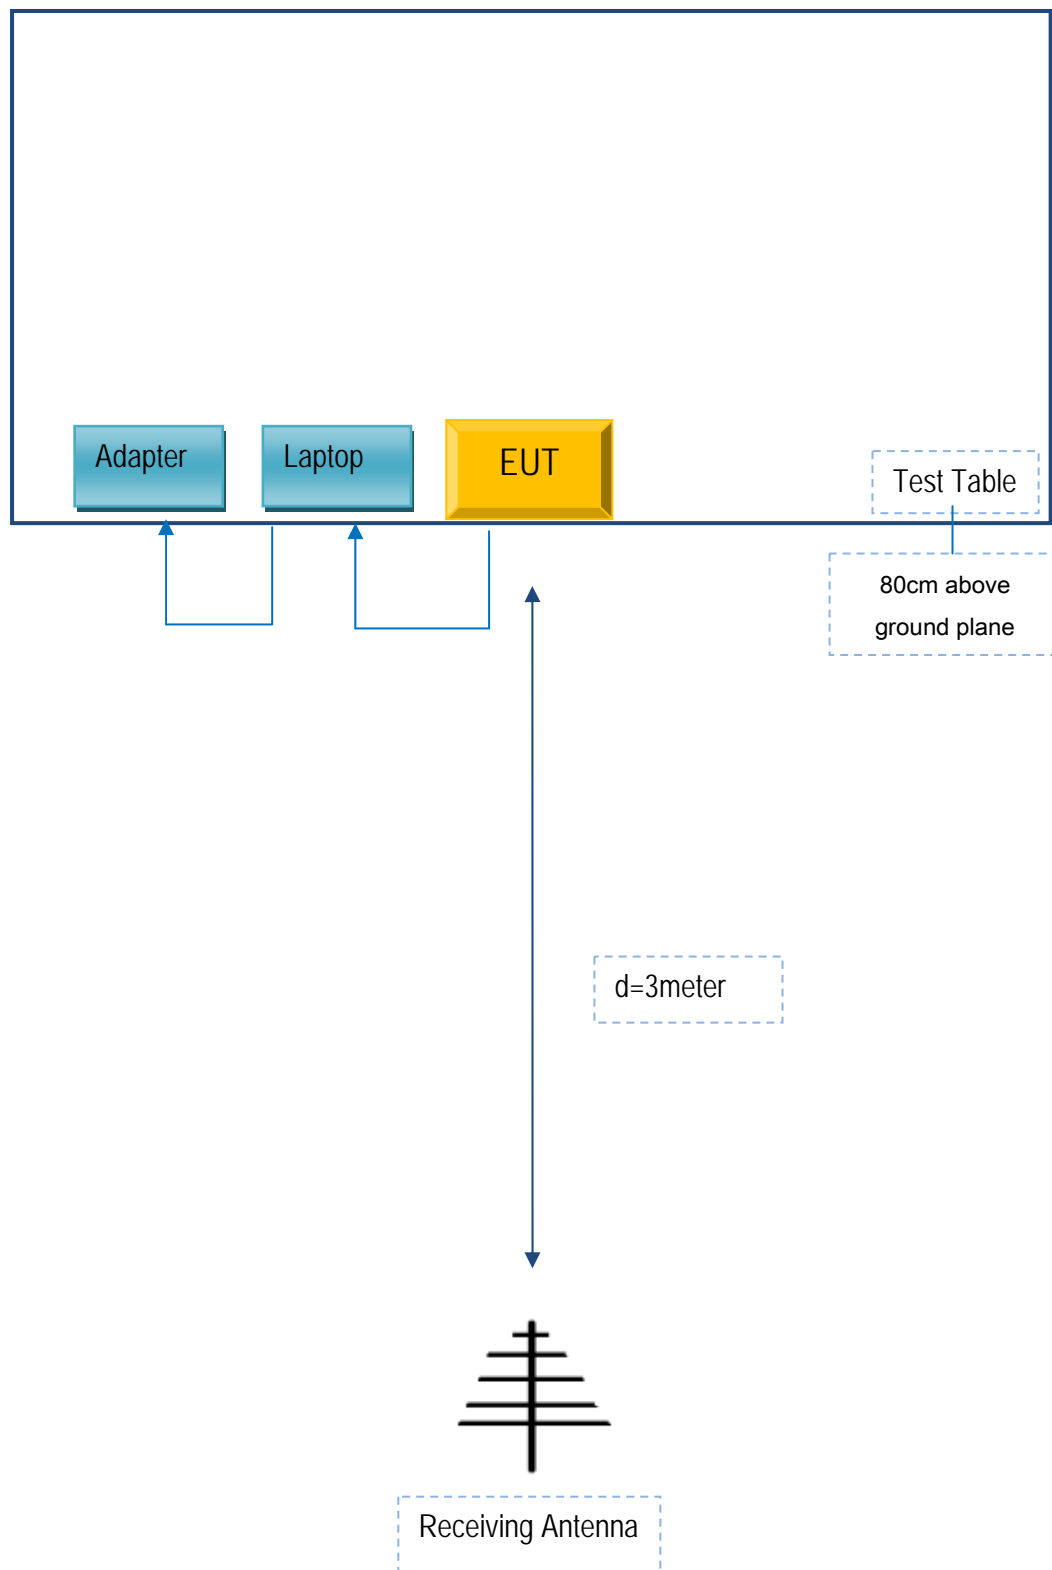 Adapter
Laptop
EUT
Test Table
80cm above
ground plane
d=3meter
Receiving Antenna